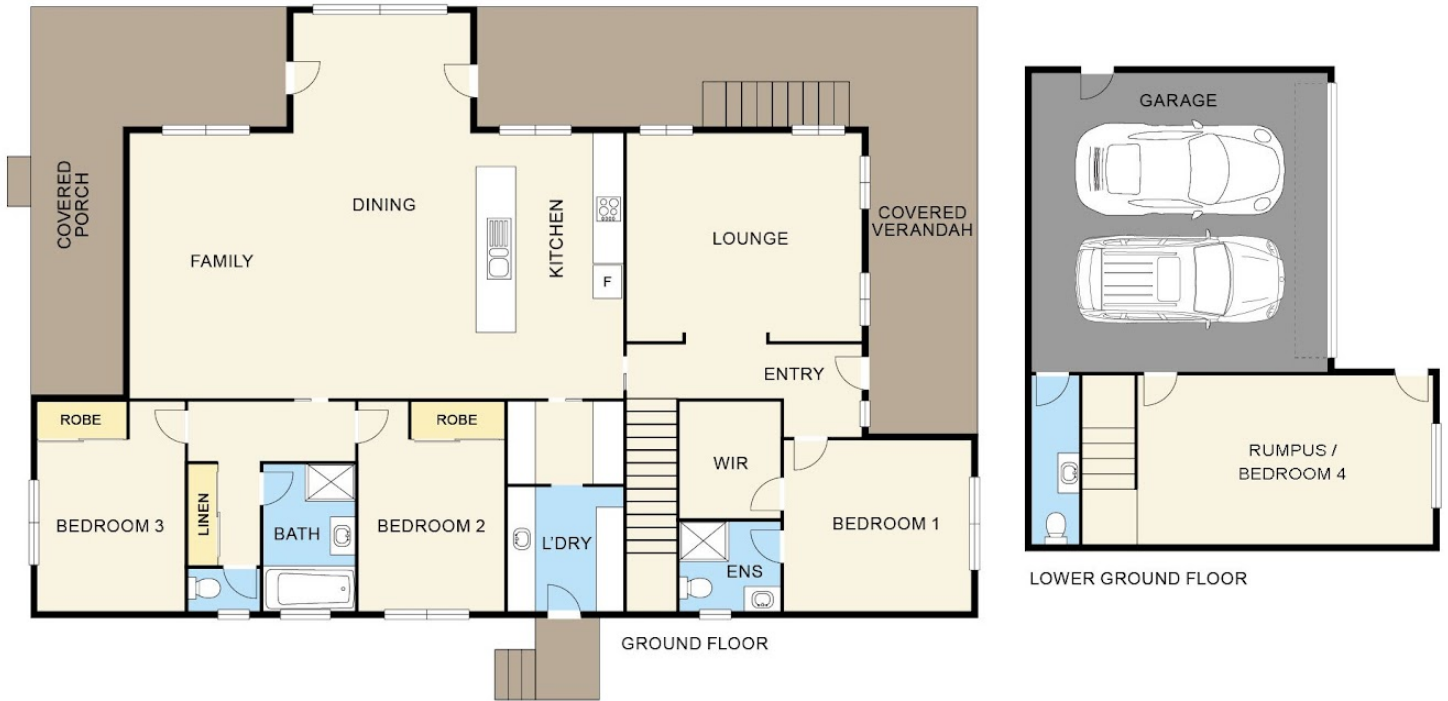 COVERED
PORCH
DINING
FAMILY
KITCHEN
F
LOUNGE
COVERED
VERANDAH
ENTRY
ROBE
ROBE
BEDROOM 3
LINEN
BATH
BEDROOM 2
L'DRY
WIR
ENS
BEDROOM 1
GROUND FLOOR
GARAGE
RUMPUS /
BEDROOM 4
LOWER GROUND FLOOR